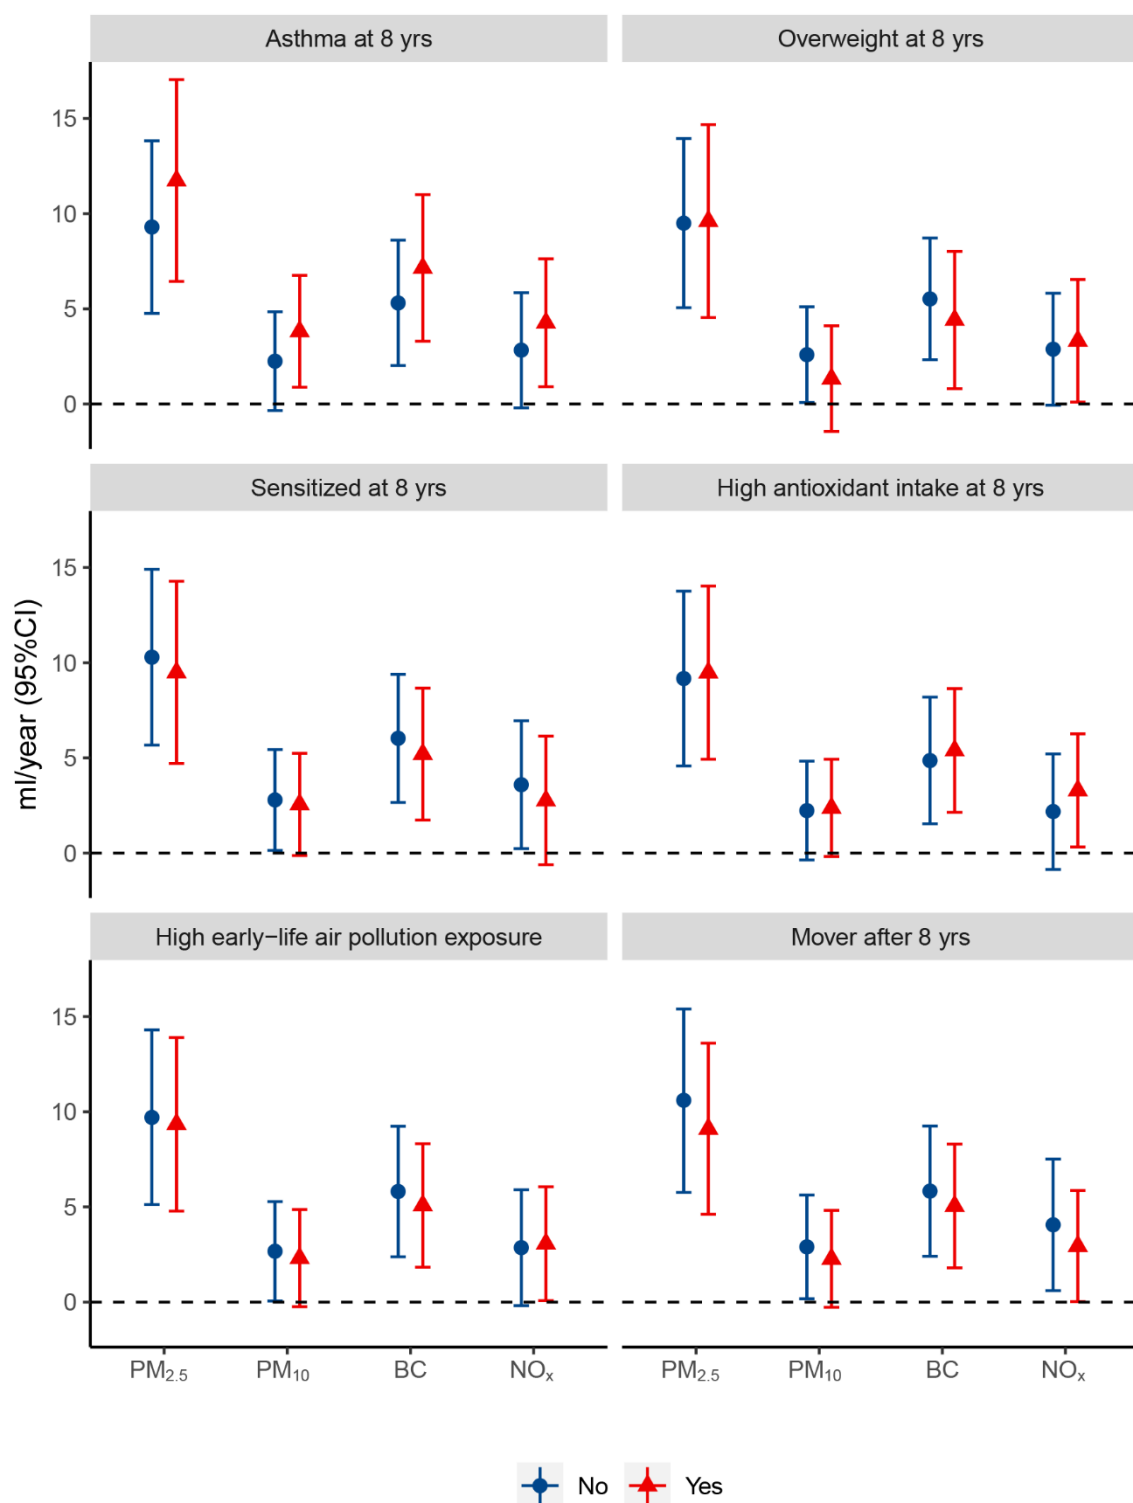 Asthma at 8 yrs
Overweight at 8 yrs
15
10
5
0
Sensitized at 8 yrs
High antioxidant intake at 8 yrs
ml/year (95%CI)
15
10
5
0
High early−life air pollution exposure
Mover after 8 yrs
15
10
5
0
PM₂.₅ PM₁₀ BC NOₓ
PM₂.₅ PM₁₀ BC NOₓ
No Yes